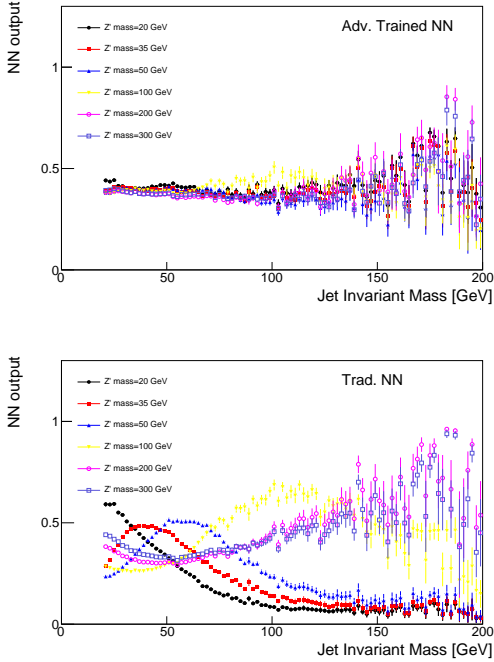 NN output
Adv. Trained NN
1
Z' mass=20 GeV
Z' mass=35 GeV
Z' mass=50 GeV
Z' mass=100 GeV
Z' mass=200 GeV
Z' mass=300 GeV
0.5
0
0 50 100 150 200
Jet Invariant Mass [GeV]
NN output
Trad. NN
1
Z' mass=20 GeV
Z' mass=35 GeV
Z' mass=50 GeV
Z' mass=100 GeV
Z' mass=200 GeV
Z' mass=300 GeV
0.5
0
0 50 100 150 200
Jet Invariant Mass [GeV]